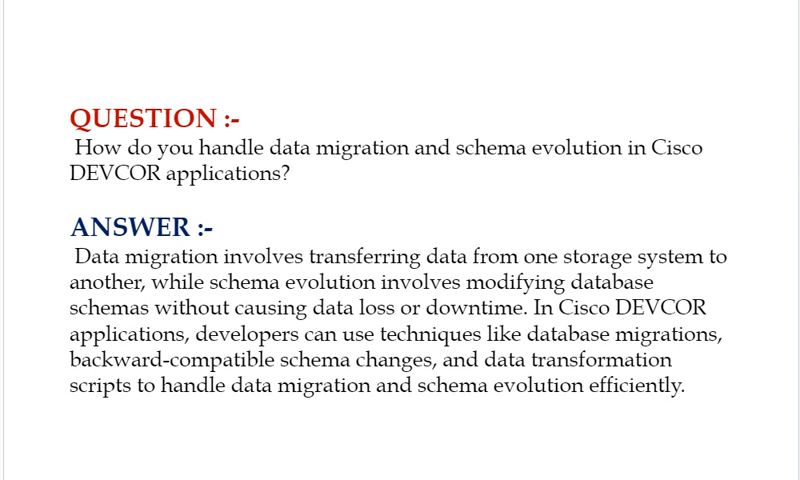 QUESTION :-
How do you handle data migration and schema evolution in Cisco
DEVCOR applications?
ANSWER :-
Data migration involves transferring data from one storage system to
another, while schema evolution involves modifying database
schemas without causing data loss or downtime. In Cisco DEVCOR
applications, developers can use techniques like database migrations,
backward-compatible schema changes, and data transformation
scripts to handle data migration and schema evolution efficiently.